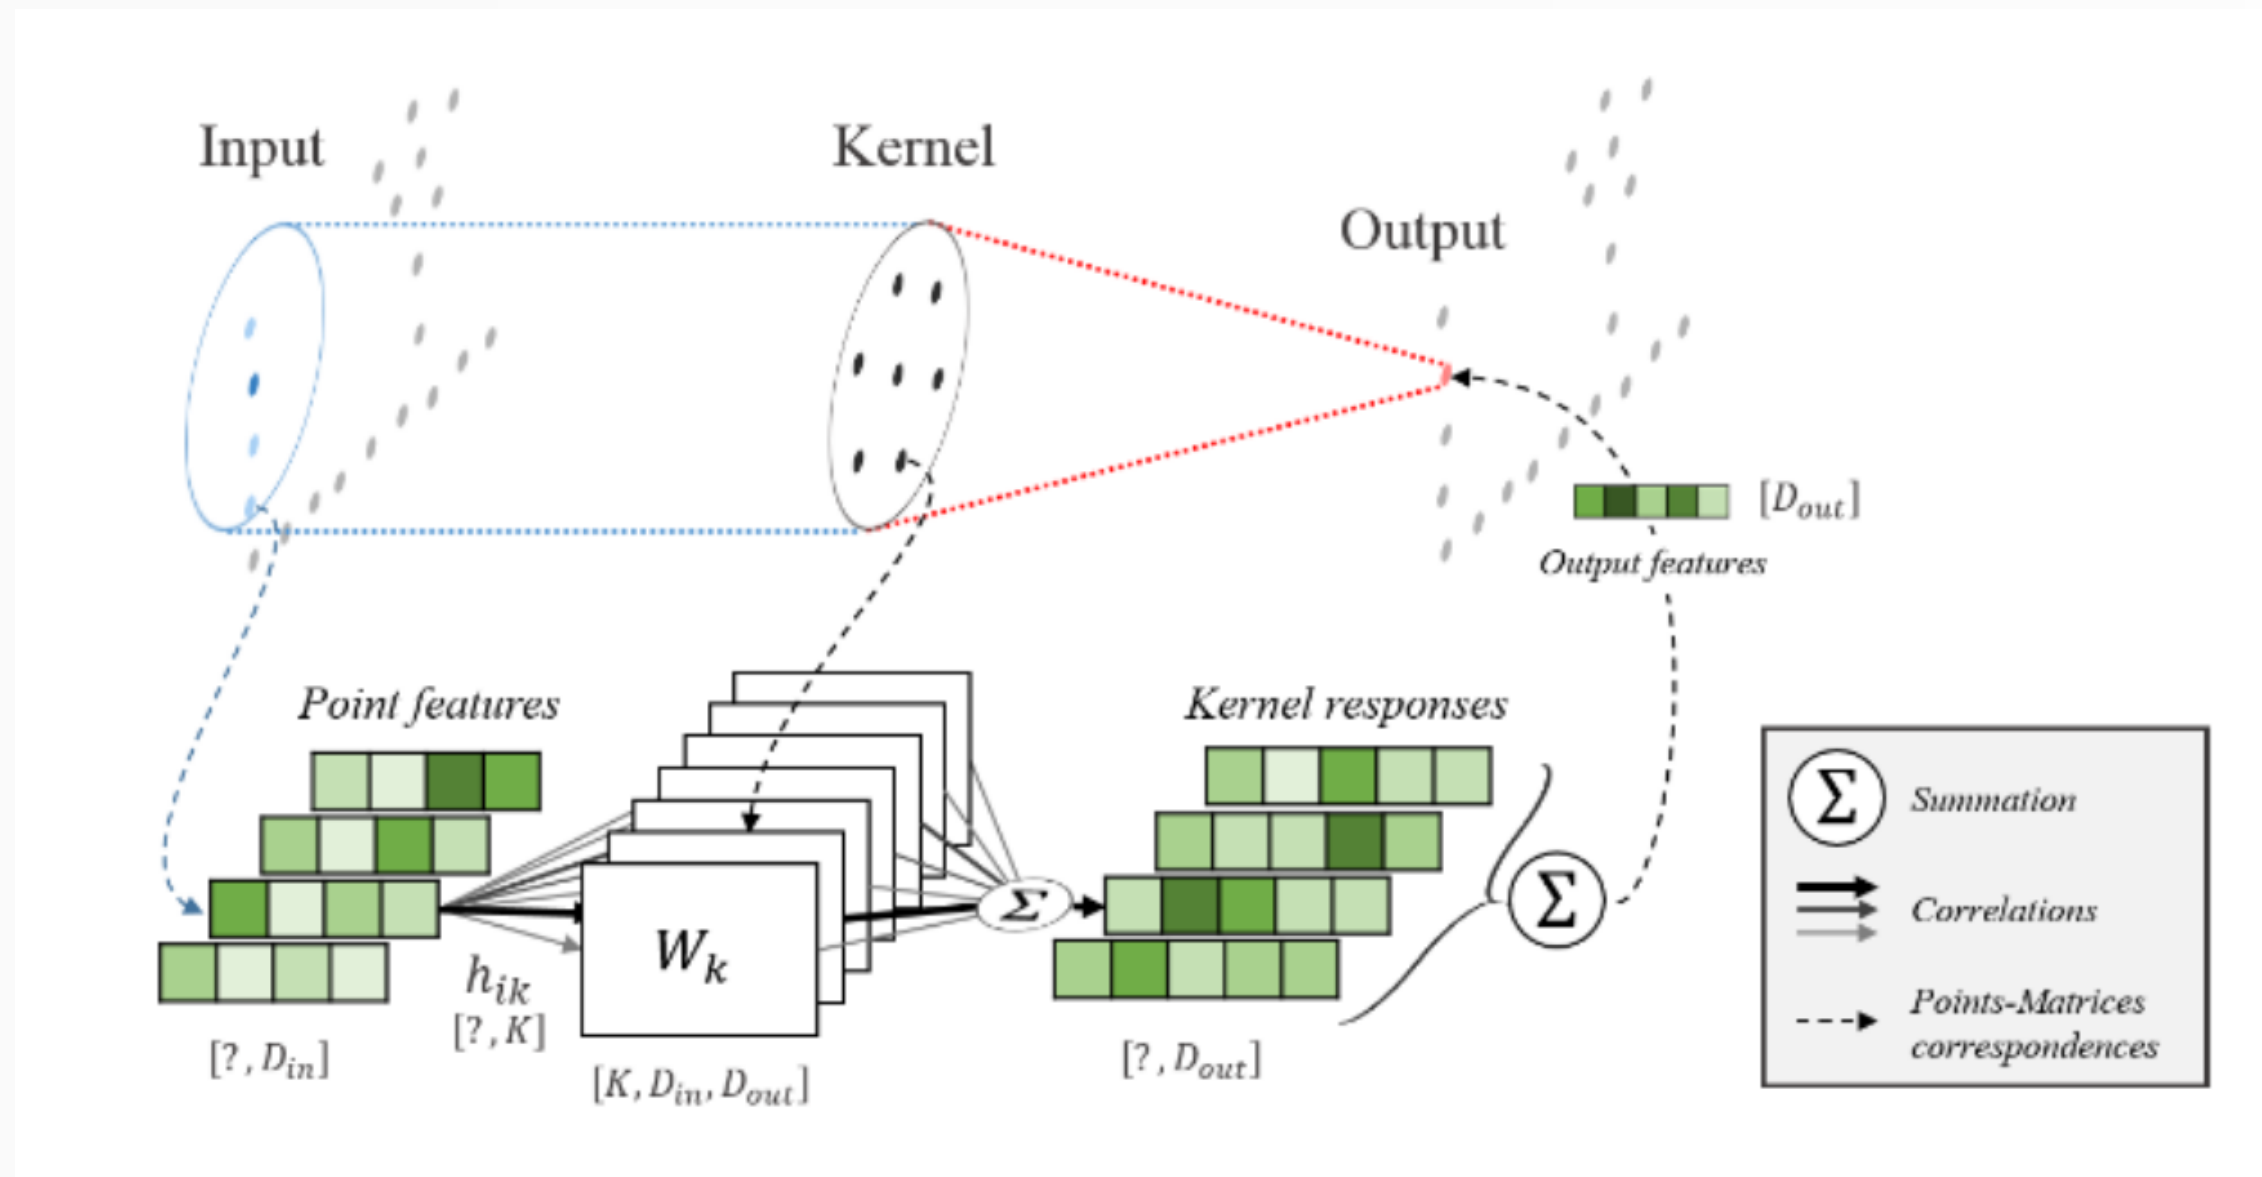 Input
Kernel
Output
[D_out]
Output features
Point features
Kernel responses
Σ
Summation
W_k
Σ
Σ
Correlations
h_ik
[?, K]
Points-Matrices
correspondences
[?, D_in]
[K, D_in, D_out]
[?, D_out]